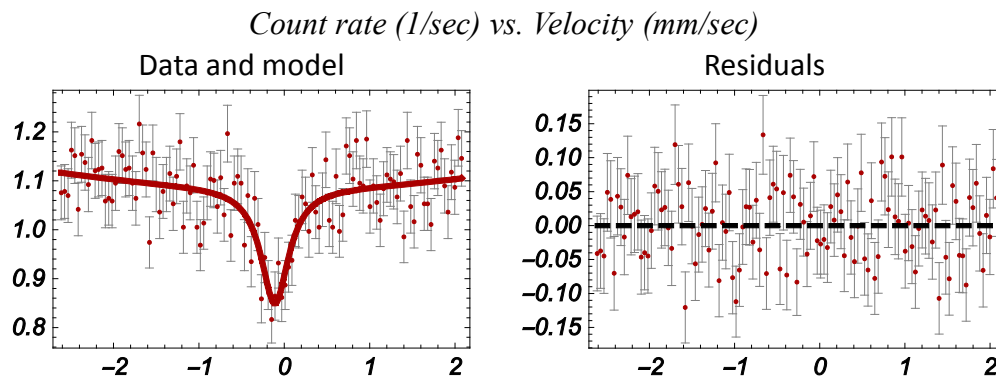 Count rate (1/sec) vs. Velocity (mm/sec)
Data and model
Residuals
1.2
1.1
1.0
0.9
0.8
−2 −1 0 1 2
0.15
0.10
0.05
0.00
−0.05
−0.10
−0.15
−2 −1 0 1 2